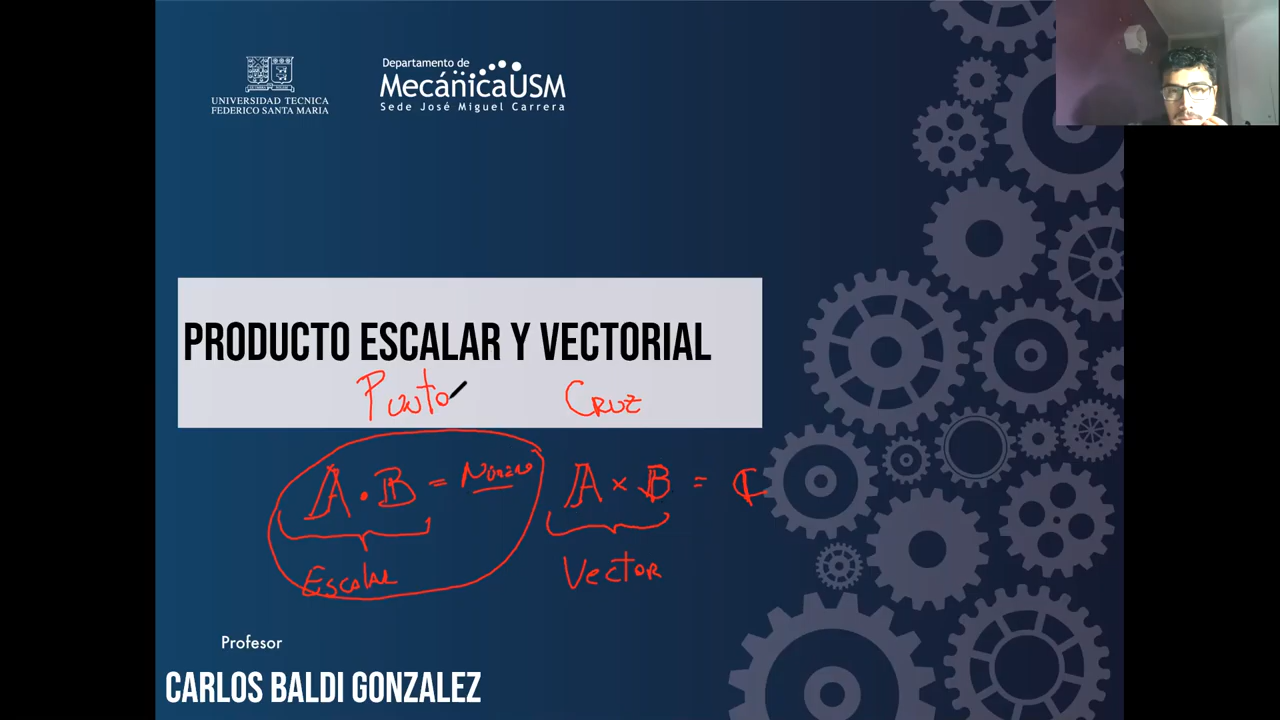 UNIVERSIDAD TECNICA
FEDERICO SANTA MARIA
Departamento de
MecánicaUSM
Sede José Miguel Carrera
PRODUCTO ESCALAR Y VECTORIAL
Punto CRUZ
A • B = Número A × B = C
Escalar Vector
Profesor
CARLOS BALDI GONZALEZ